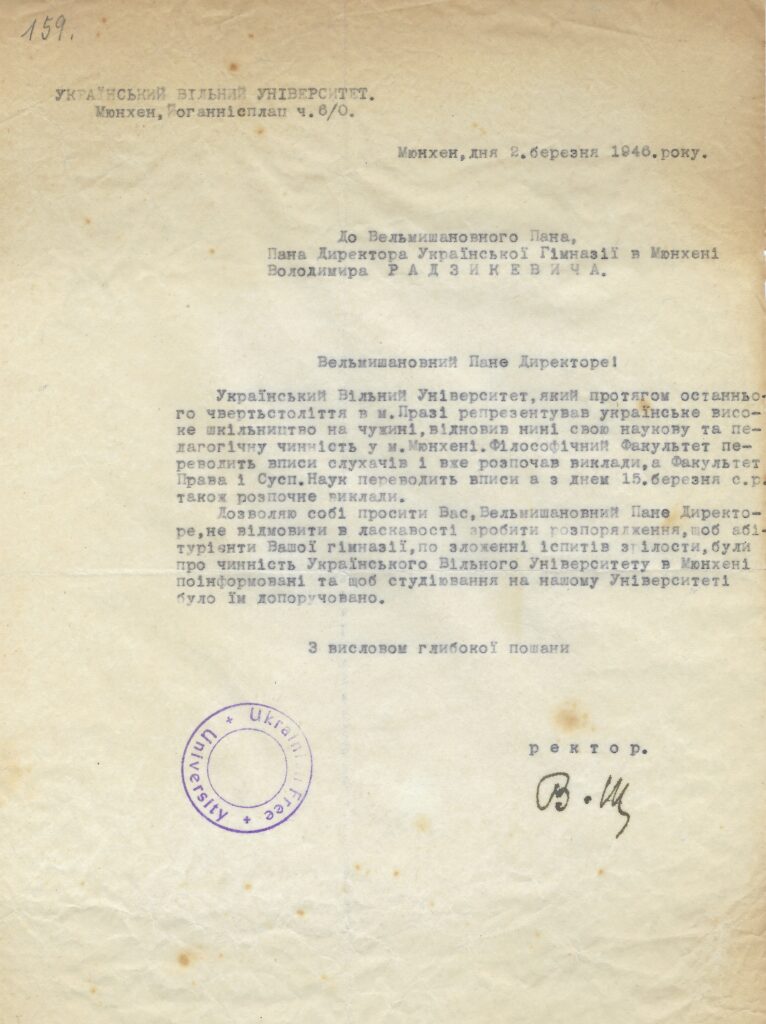 159.
УКРАЇНСЬКИЙ ВІЛЬНИЙ УНІВЕРСИТЕТ.
Мюнхен, Йоганнісплац ч.6/0.
Мюнхен,дня 2.березня 1946.року.
До Вельмишановного Пана,
Пана Директора Української Гімназії в Мюнхені
Володимира Р А Д З И К Е В И Ч А.
Вельмишановний Пане Директоре!
Український Вільний Університет,який протягом останньо-
го чвертьстоліття в м.Празі репрезентував українське висо-
ке шкільництво на чужині,відновив нині свою наукову та пе-
дагогічну чинність у м.Мюнхені.Філософічний Факультет пе-
реводить вписи слухачів і вже розпочав виклади,а Факультет
Права і Сусп.Наук переводить вписи а з днем 15.березня с.р.
також розпочне виклади.
Дозволяю собі просити Вас,Вельмишановний Пане Директо-
ре,не відмовити в ласкавості зробити розпорядження,щоб абі-
турієнти Вашої гімназії,по зложенні іспитів зрілости,були
про чинність Українського Вільного Університету в Мюнхені
поінформовані та щоб студіювання на нашому Університеті
було їм допоручовано.
З висловом глибокої пошани
ректор.
В. Щ
Ukrainian Free + University +